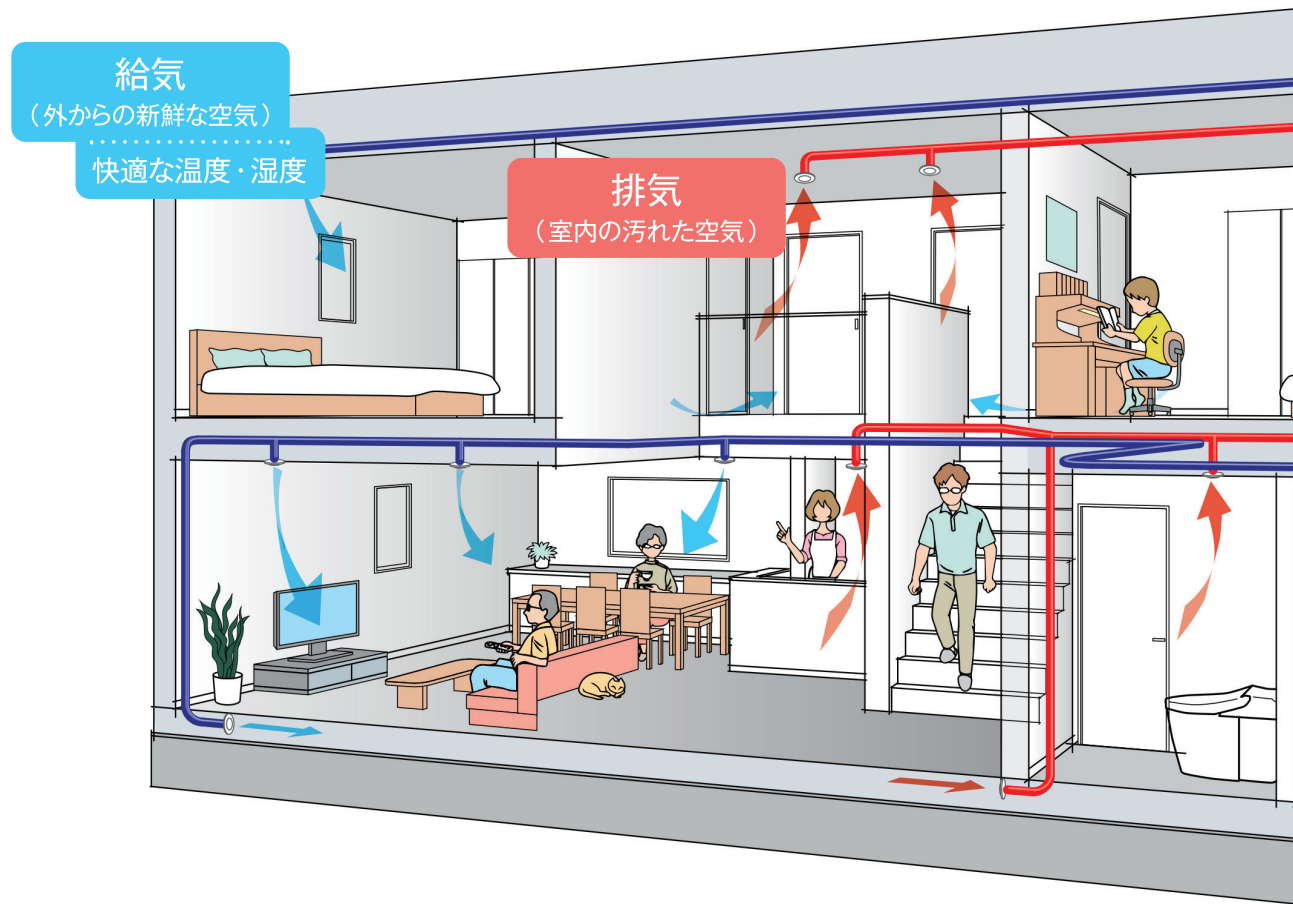 給気
（外からの新鮮な空気）
快適な温度・湿度
排気
（室内の汚れた空気）